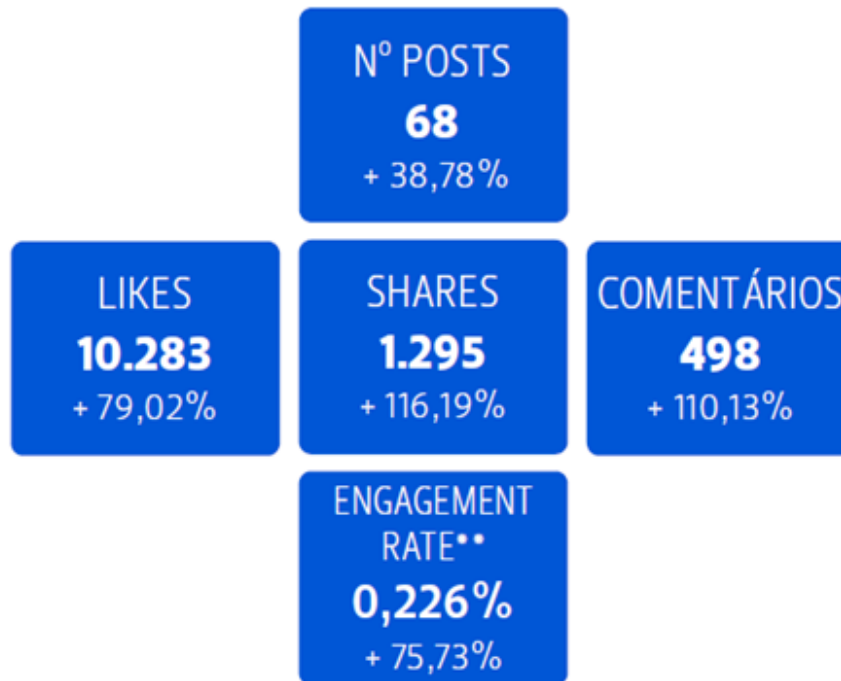 Nº POSTS
68
+ 38,78%
LIKES
10.283
+ 79,02%
SHARES
1.295
+ 116,19%
COMENTÁRIOS
498
+ 110,13%
ENGAGEMENT
RATE**
0,226%
+ 75,73%